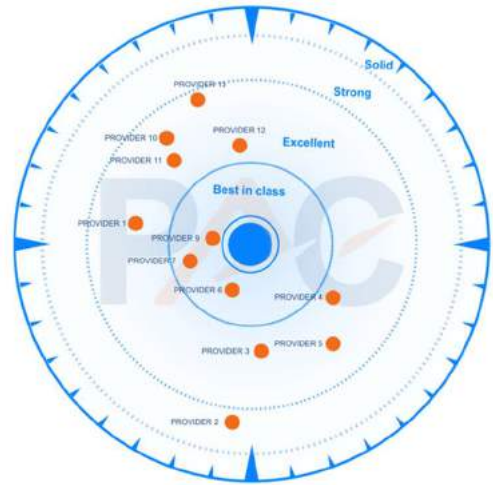 Solid
PROVIDER 13
Strong
PROVIDER 12
PROVIDER 10
Excellent
PROVIDER 11
Best in class
PROVIDER 1
PROVIDER 9
PROVIDER 7
PROVIDER 6
PROVIDER 4
PROVIDER 5
PROVIDER 3
PROVIDER 2
PAC